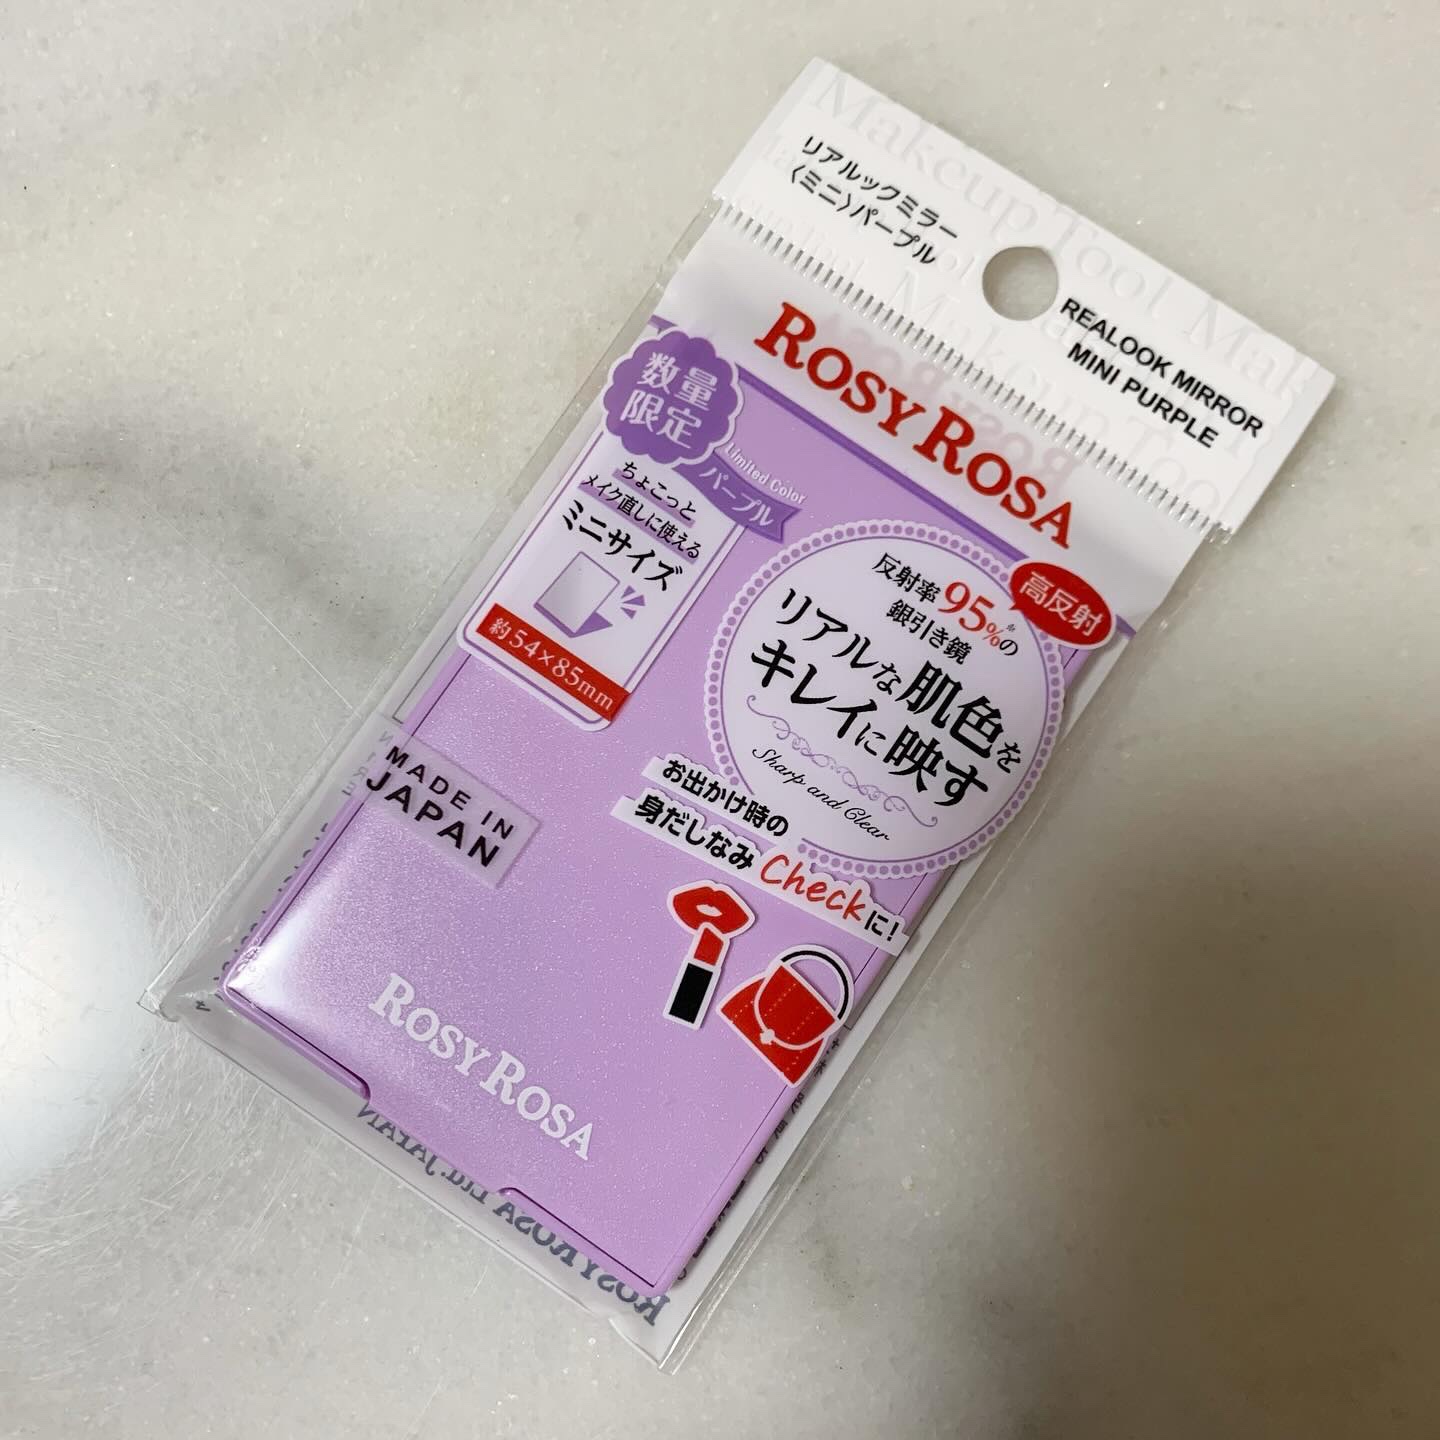 リアルックミラー
〈ミニ〉パープル
REALOOK MIRROR
MINI PURPLE
ROSY ROSA
数量
限定
Limited Color
パープル
ちょこっと
メイク直しに使える
ミニサイズ
約54×85mm
高反射
反射率95%※の
銀引き鏡
リアルな肌色を
キレイに映す
Sharp and Clear
お出かけ時の
身だしなみCheckに!
MADE IN
JAPAN
ROSY ROSA